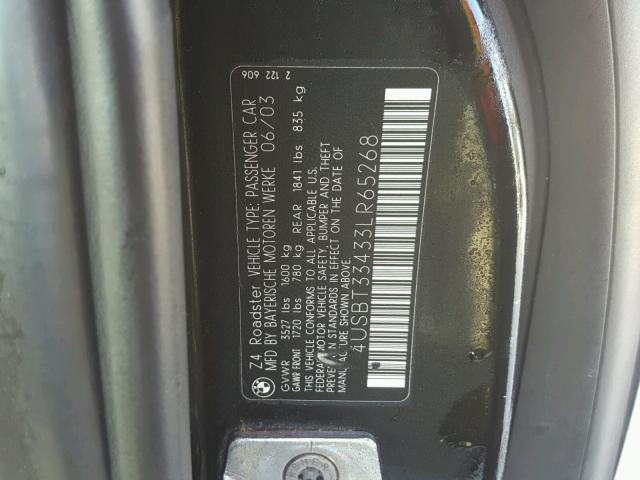 Z4 Roadster VEHICLE TYPE: PASSENGER CAR
MFD BY BAYERISCHE MOTOREN WERKE 06/03
GVWR 3527 lbs 1600 kg
GAWR FRONT 1720 lbs 780 kg REAR 1841 lbs 835 kg
THIS VEHICLE CONFORMS TO ALL APPLICABLE U.S.
FEDERAL MOTOR VEHICLE SAFETY, BUMPER AND THEFT
PREVENTION STANDARDS IN EFFECT ON THE DATE OF
MANUFACTURE SHOWN ABOVE.
4USBT33433LR65268
2 122 606